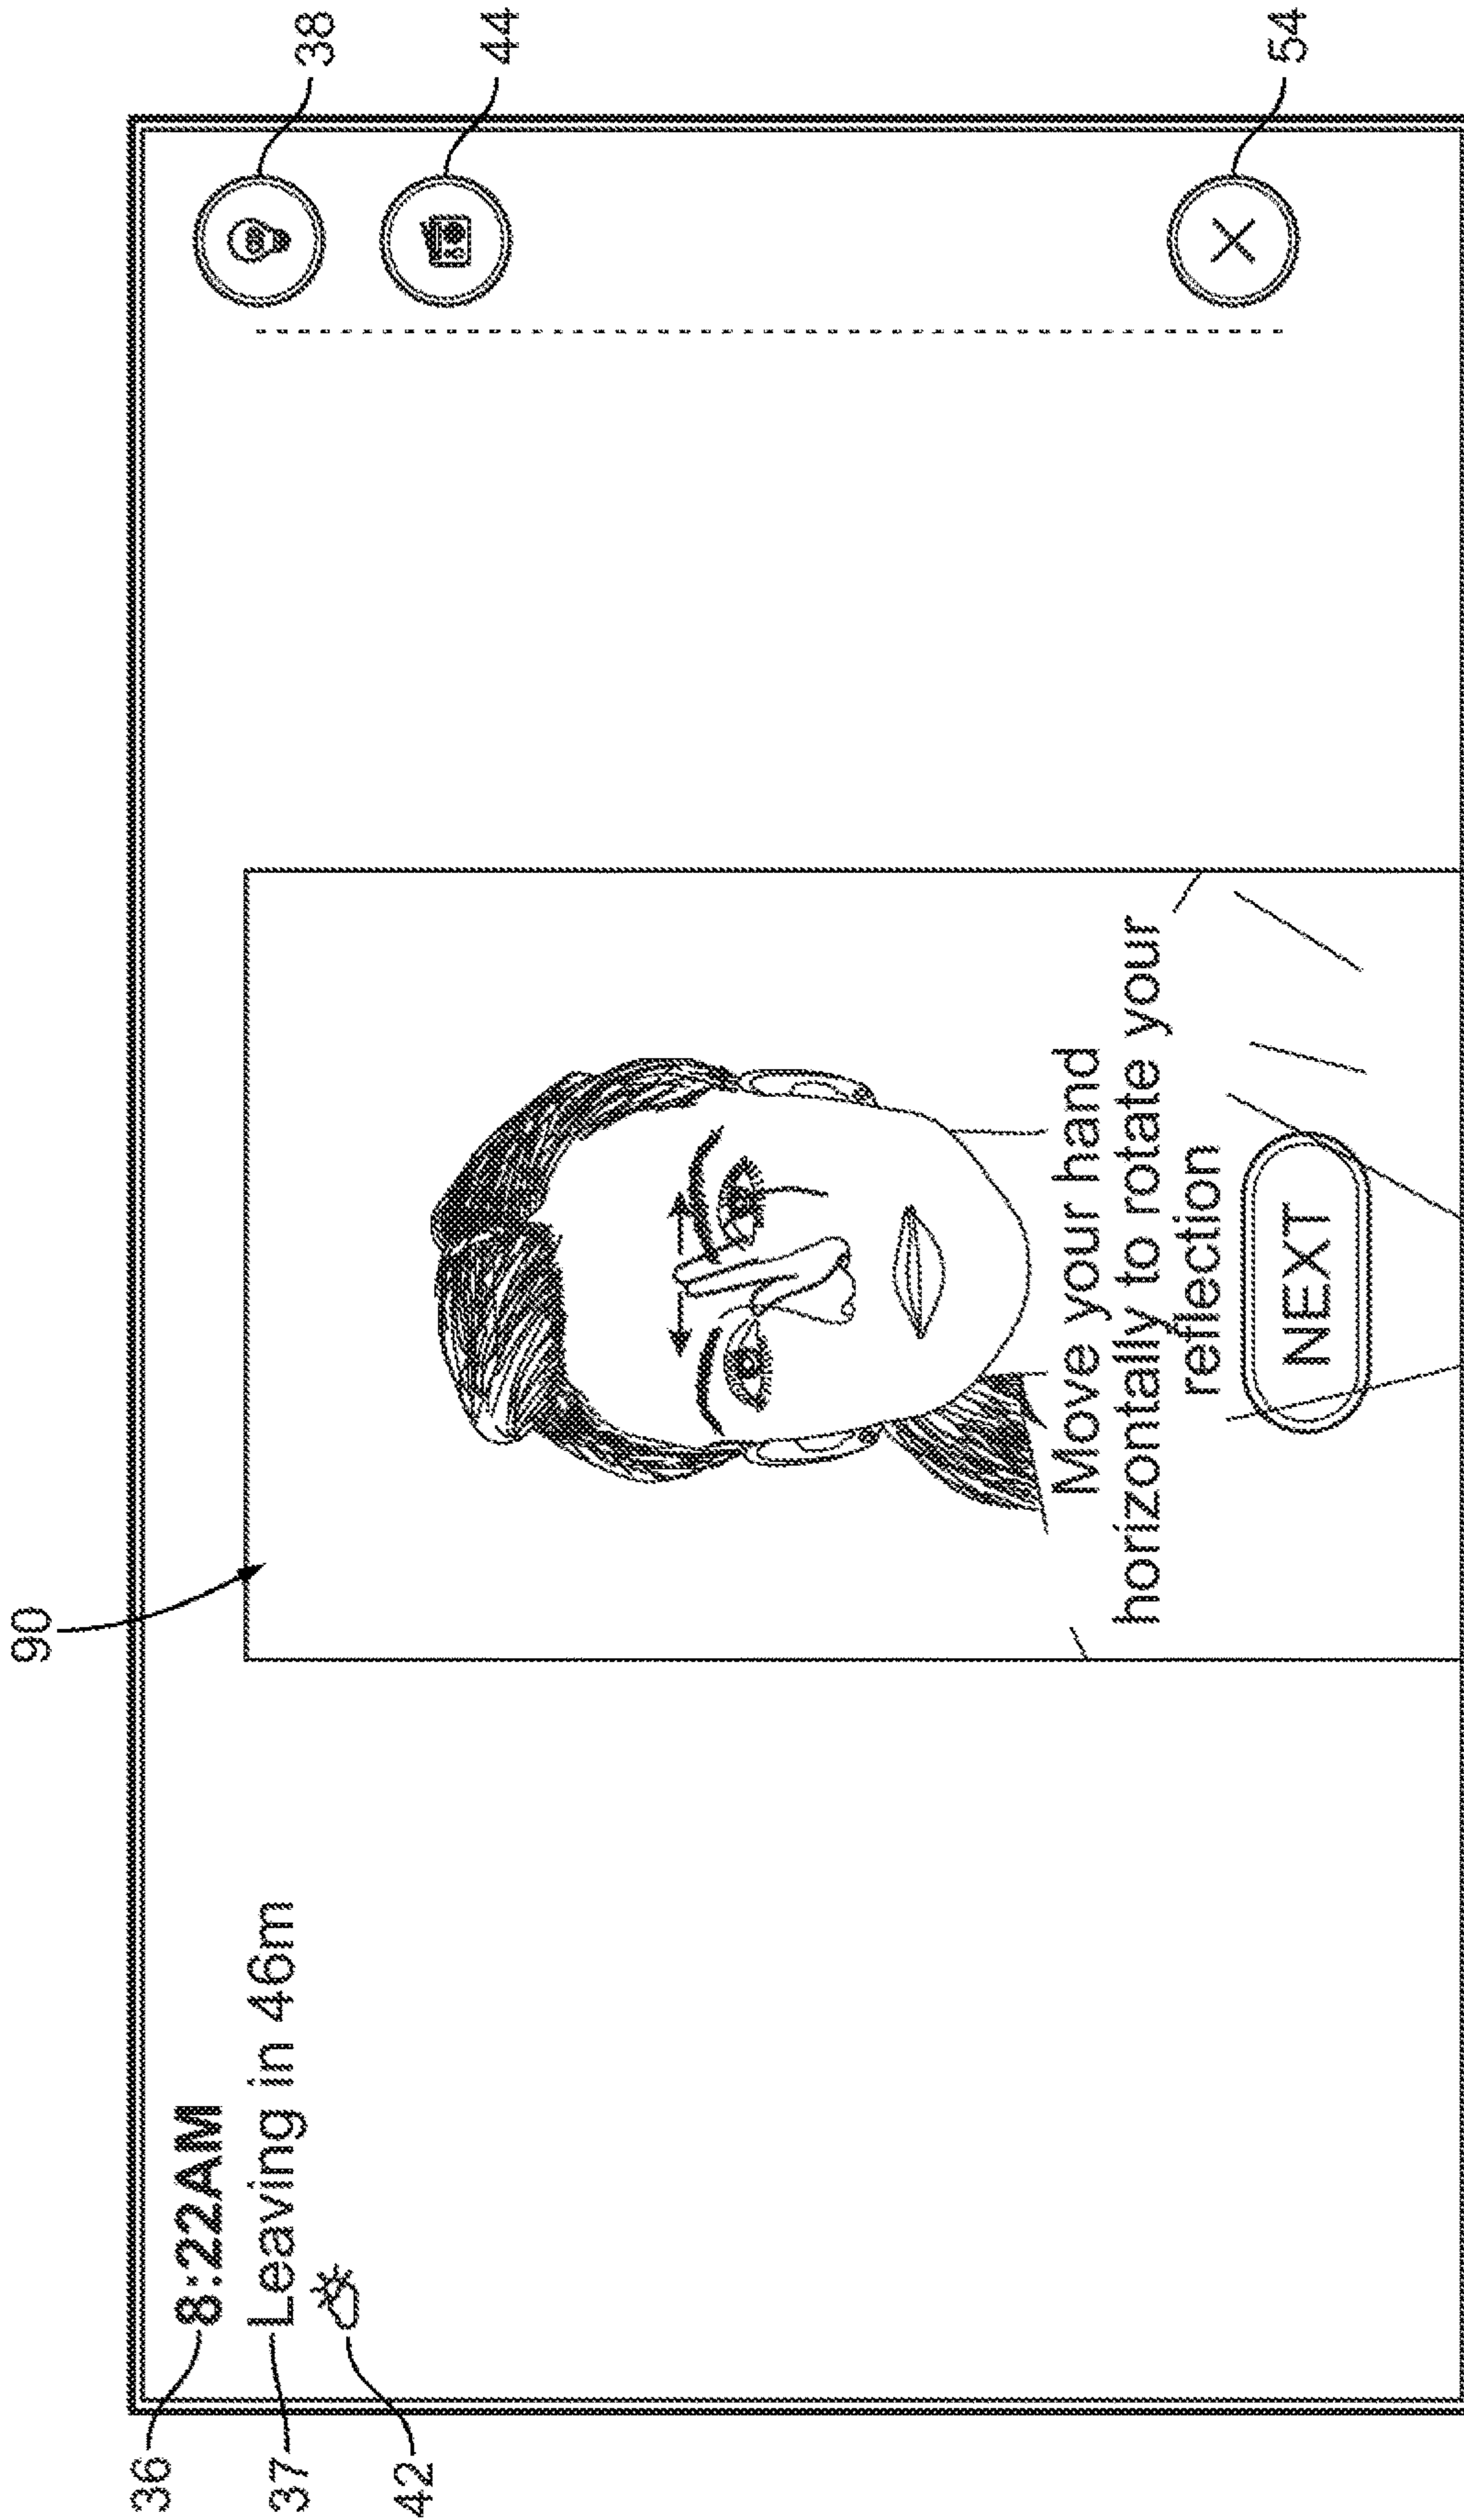 90
36
8:22AM
37
Leaving in 46m
42
38
44
54
Move your hand
horizontally to rotate your
reflection
NEXT